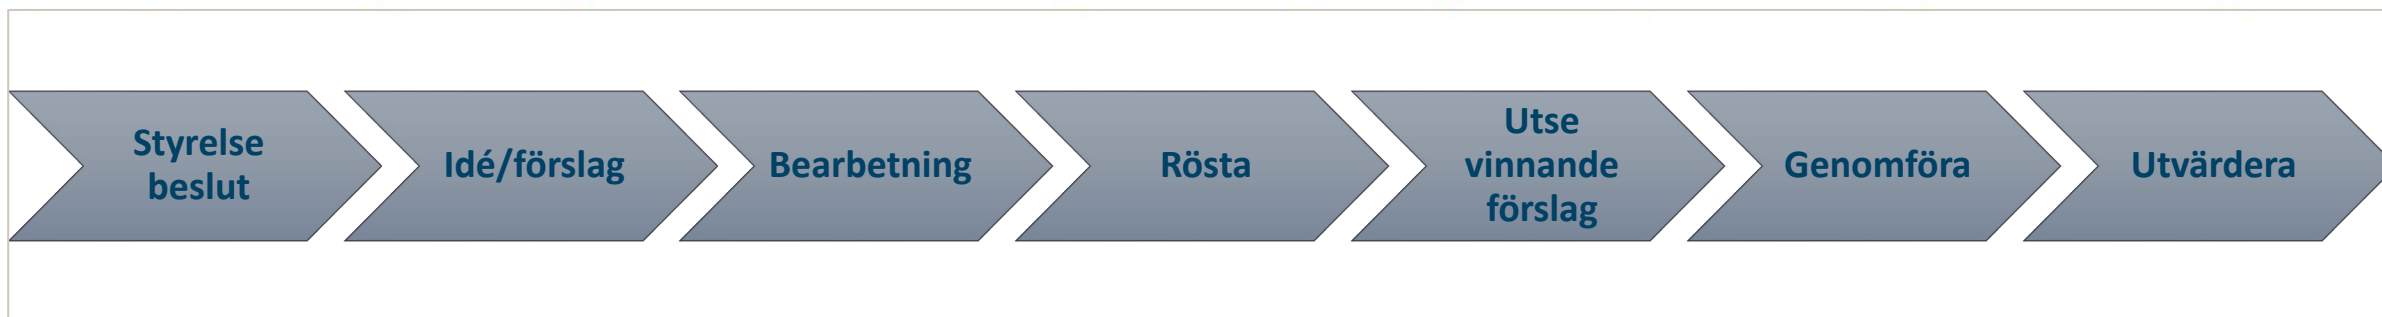 Styrelse
beslut
Idé/förslag
Bearbetning
Rösta
Utse
vinnande
förslag
Genomföra
Utvärdera